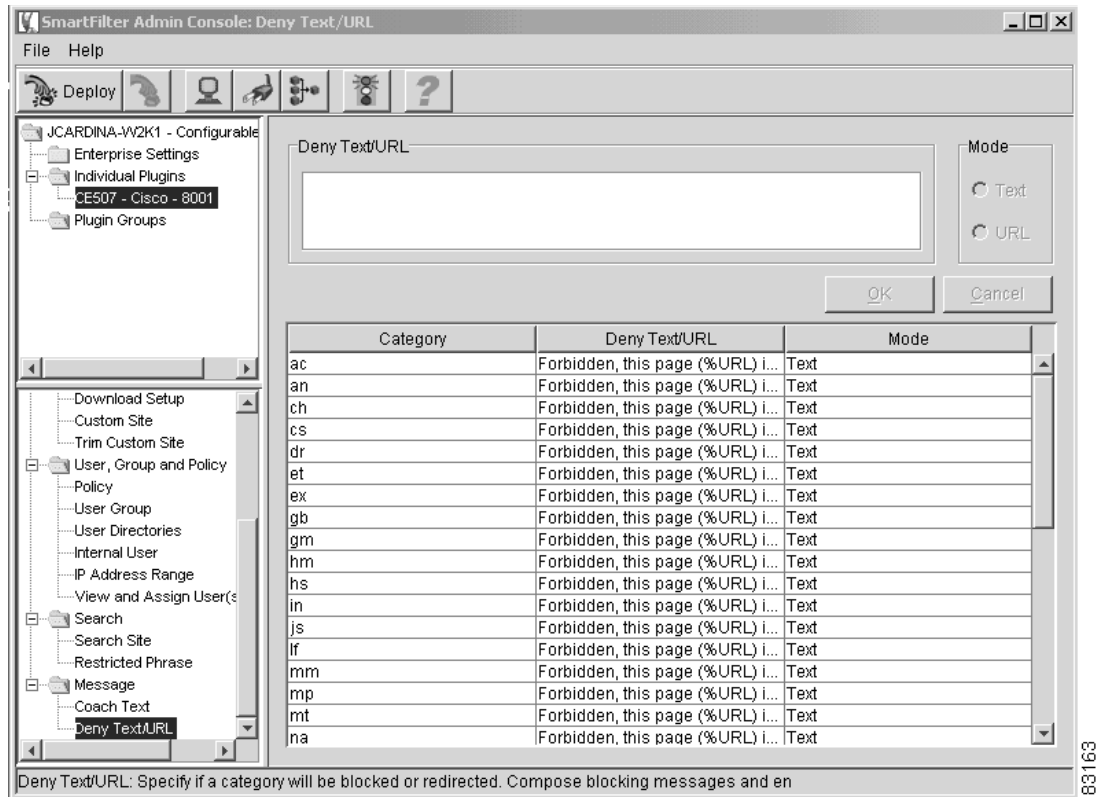 SmartFilter Admin Console: Deny Text/URL
File Help
Deploy
JCARDINA-W2K1 - Configurable
Enterprise Settings
Individual Plugins
CE507 - Cisco - 8001
Plugin Groups
Download Setup
Custom Site
Trim Custom Site
User, Group and Policy
Policy
User Group
User Directories
Internal User
IP Address Range
View and Assign User(s
Search
Search Site
Restricted Phrase
Message
Coach Text
Deny Text/URL
Deny Text/URL
Mode
Text
URL
OK Cancel
Category Deny Text/URL Mode
ac Forbidden, this page (%URL) i... Text
an Forbidden, this page (%URL) i... Text
ch Forbidden, this page (%URL) i... Text
cs Forbidden, this page (%URL) i... Text
dr Forbidden, this page (%URL) i... Text
et Forbidden, this page (%URL) i... Text
ex Forbidden, this page (%URL) i... Text
gb Forbidden, this page (%URL) i... Text
gm Forbidden, this page (%URL) i... Text
hm Forbidden, this page (%URL) i... Text
hs Forbidden, this page (%URL) i... Text
in Forbidden, this page (%URL) i... Text
js Forbidden, this page (%URL) i... Text
lf Forbidden, this page (%URL) i... Text
mm Forbidden, this page (%URL) i... Text
mp Forbidden, this page (%URL) i... Text
mt Forbidden, this page (%URL) i... Text
na Forbidden, this page (%URL) i... Text
Deny Text/URL: Specify if a category will be blocked or redirected. Compose blocking messages and en
83163